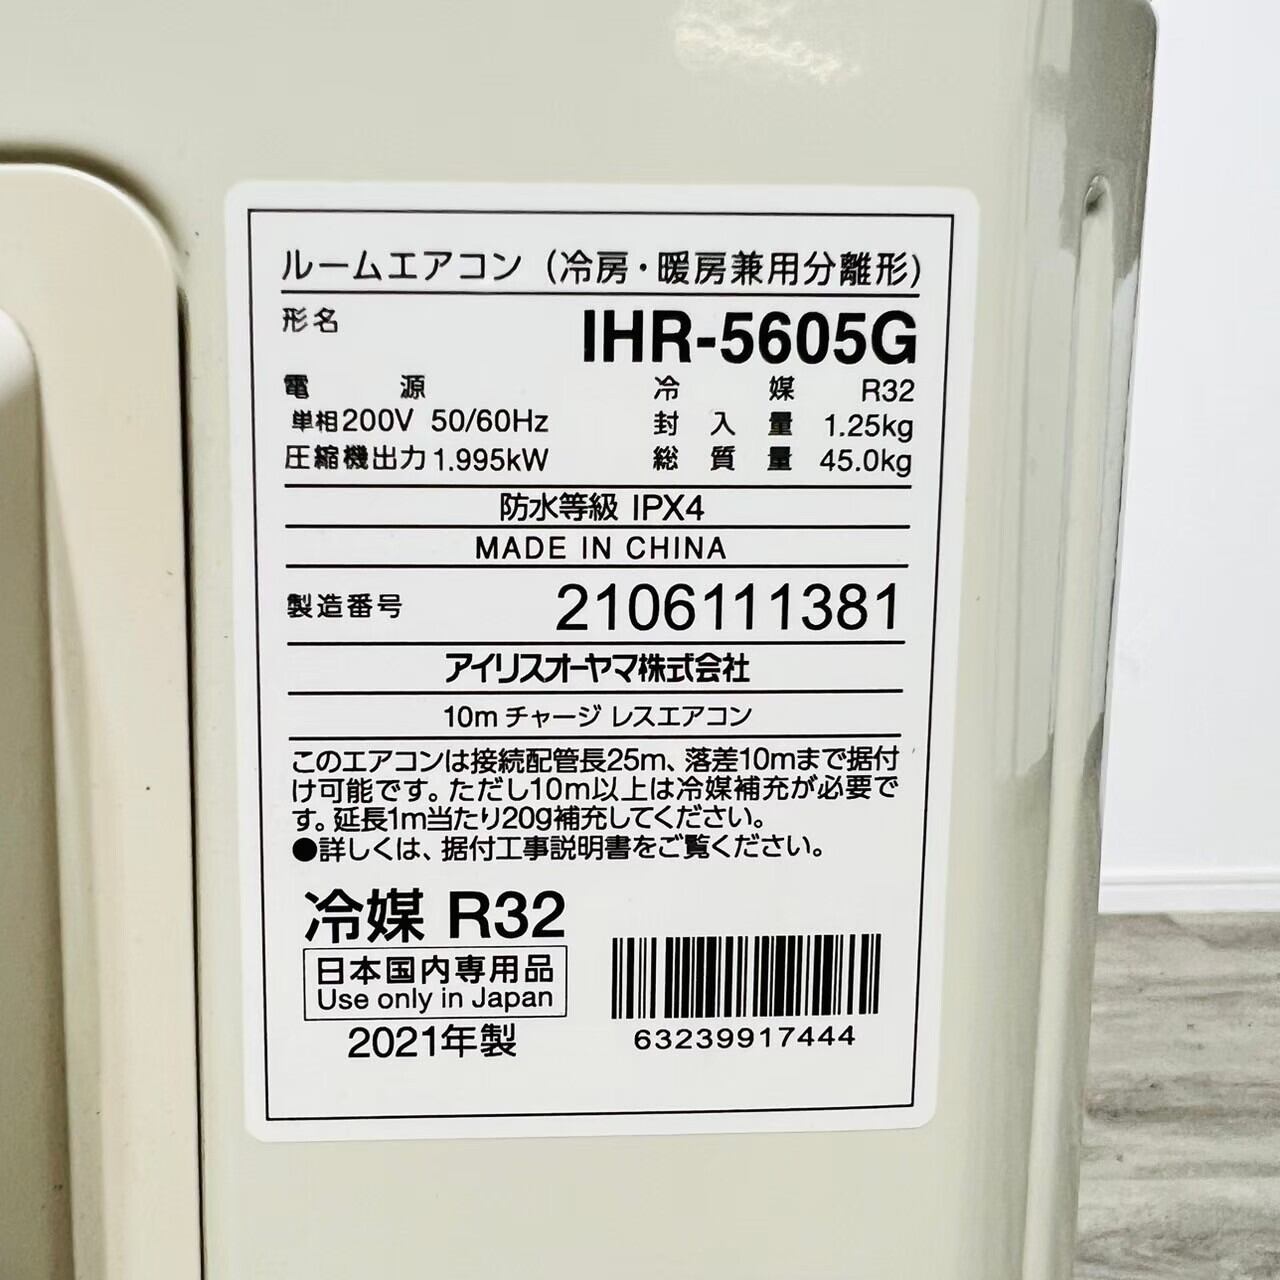 ルームエアコン（冷房・暖房兼用分離形）
形名 IHR-5605G
電源 冷媒 R32
単相200V 50/60Hz 封入量 1.25kg
圧縮機出力 1.995kW 総質量 45.0kg
防水等級 IPX4
MADE IN CHINA
製造番号 2106111381
アイリスオーヤマ株式会社
10mチャージレスエアコン
このエアコンは接続配管長25m、落差10mまで据付
け可能です。ただし10m以上は冷媒補充が必要で
す。延長1m当たり20g補充してください。
●詳しくは、据付工事説明書をご覧ください。
冷媒 R32
日本国内専用品
Use only in Japan
2021年製
63239917444